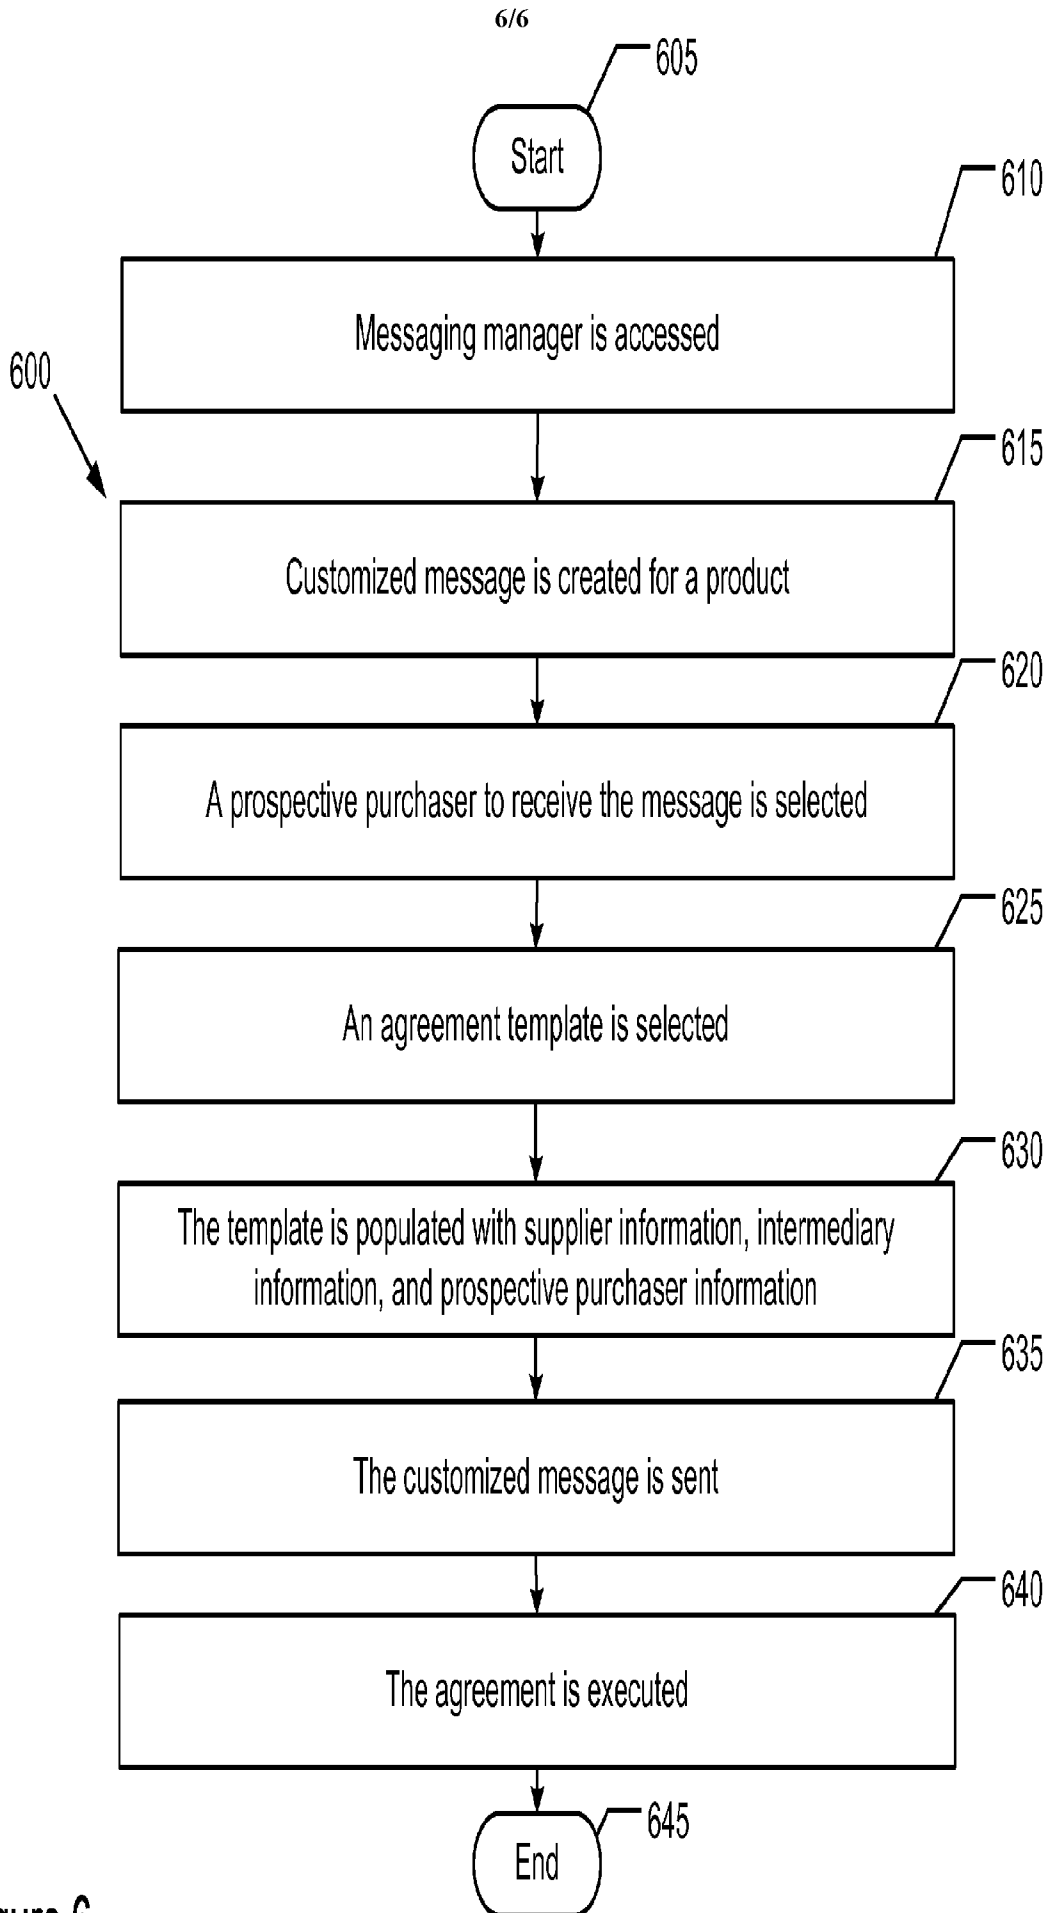 6/6
605
Start
610
Messaging manager is accessed
600
615
Customized message is created for a product
620
A prospective purchaser to receive the message is selected
625
An agreement template is selected
630
The template is populated with supplier information, intermediary
information, and prospective purchaser information
635
The customized message is sent
640
The agreement is executed
645
End